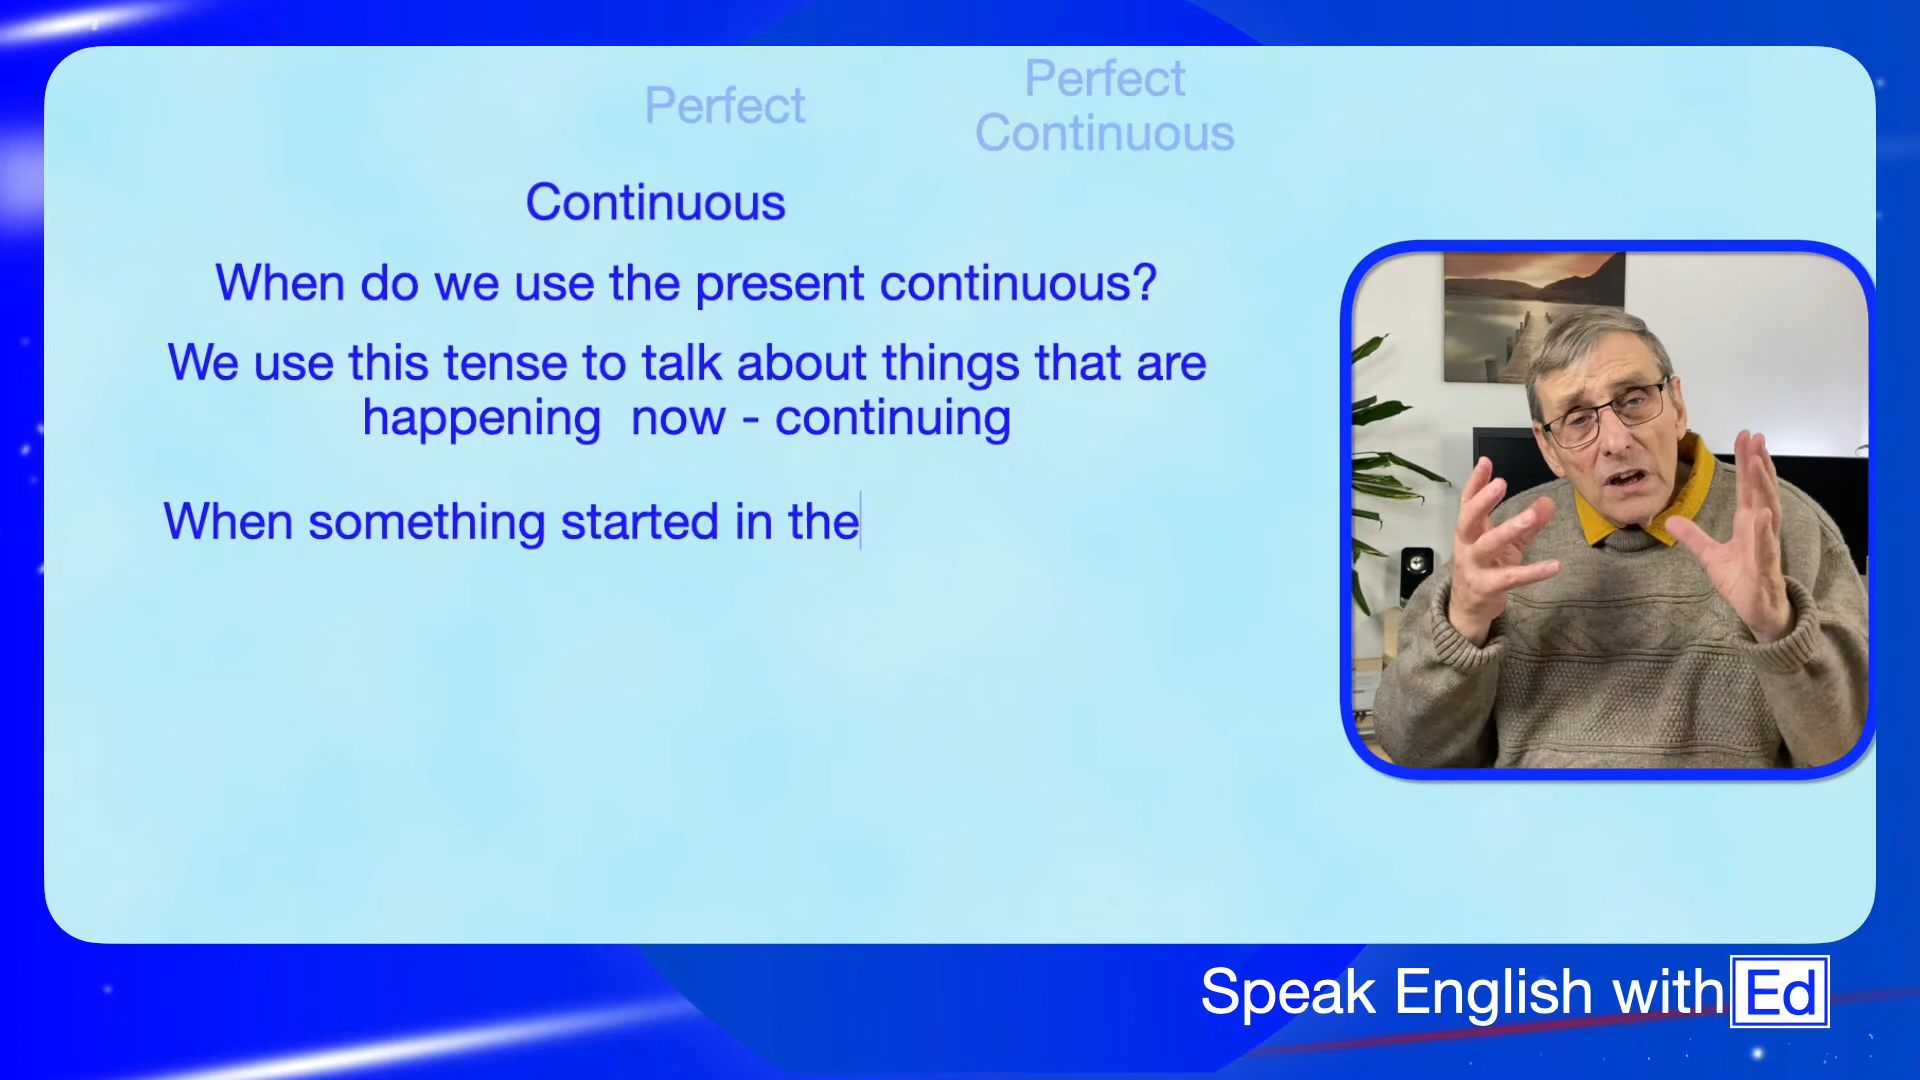 Perfect
Perfect
Continuous
Continuous
When do we use the present continuous?
We use this tense to talk about things that are
happening now - continuing
When something started in the
Speak English with Ed